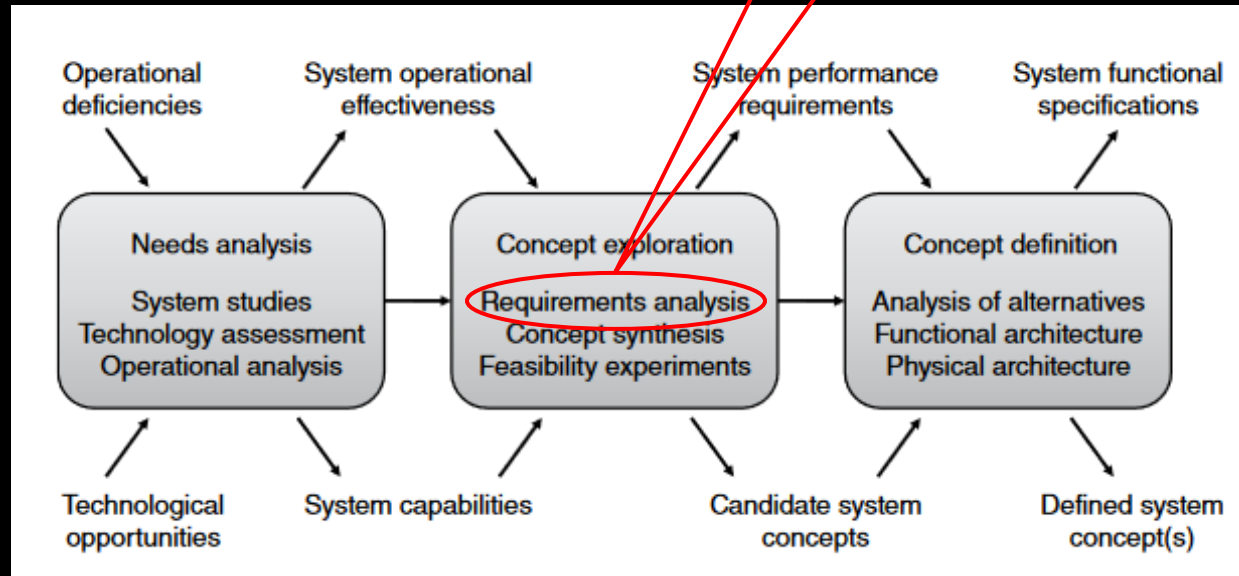 Operational
deficiencies
System operational
effectiveness
System performance
requirements
System functional
specifications
Needs analysis
System studies
Technology assessment
Operational analysis
Concept exploration
Requirements analysis
Concept synthesis
Feasibility experiments
Concept definition
Analysis of alternatives
Functional architecture
Physical architecture
Technological
opportunities
System capabilities
Candidate system
concepts
Defined system
concept(s)